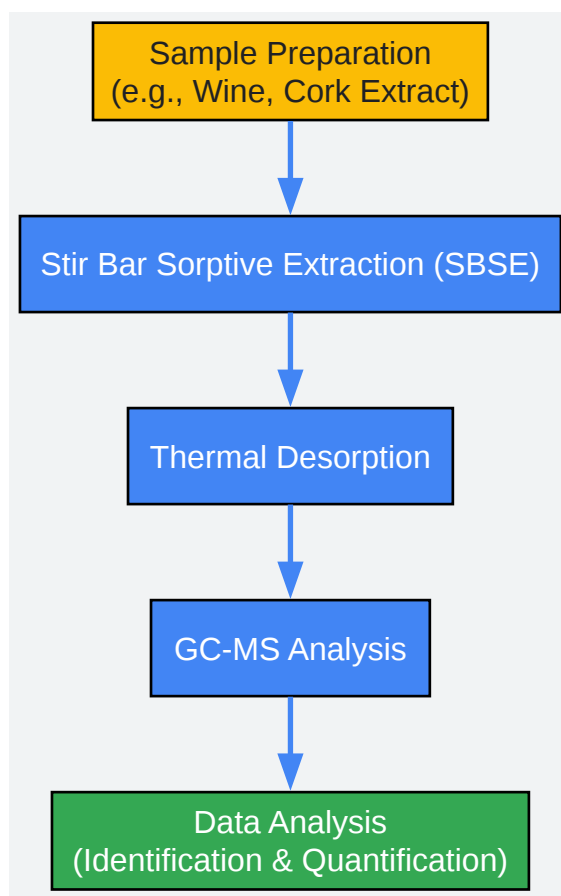 Sample Preparation
(e.g., Wine, Cork Extract)
Stir Bar Sorptive Extraction (SBSE)
Thermal Desorption
GC-MS Analysis
Data Analysis
(Identification & Quantification)